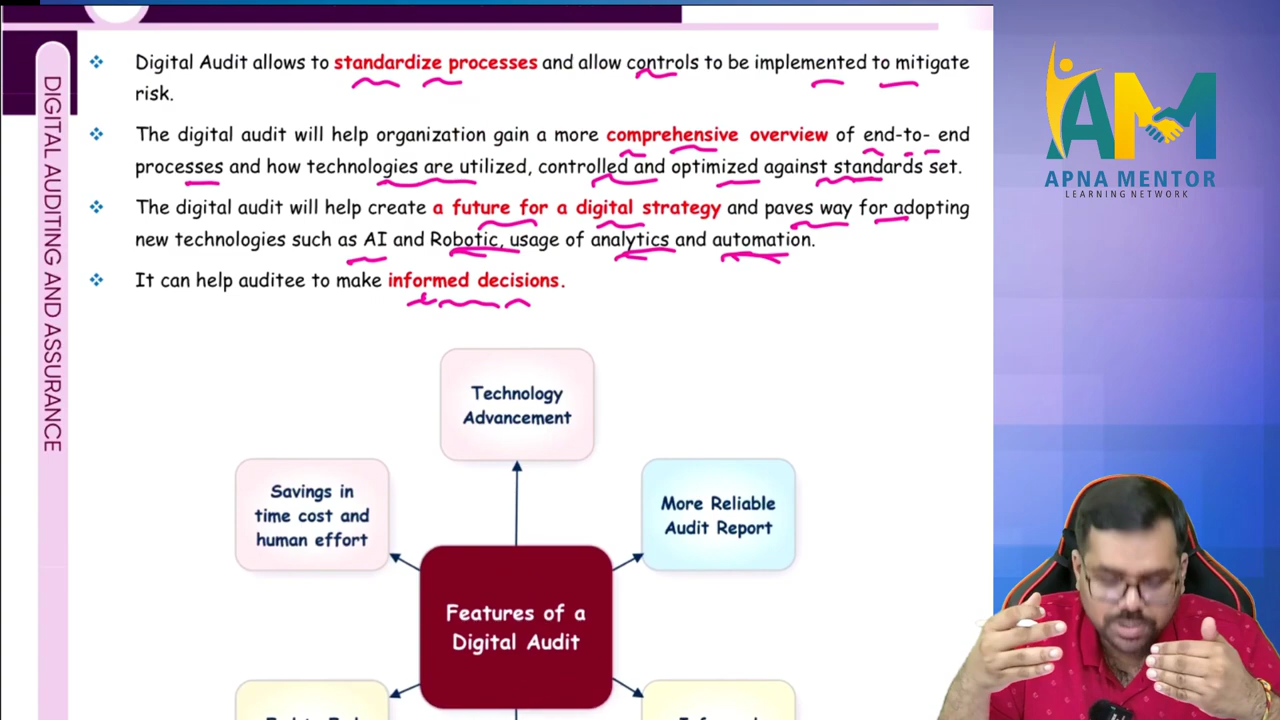 DIGITAL AUDITING AND ASSURANCE
❖ Digital Audit allows to standardize processes and allow controls to be implemented to mitigate
risk.
❖ The digital audit will help organization gain a more comprehensive overview of end-to- end
processes and how technologies are utilized, controlled and optimized against standards set.
❖ The digital audit will help create a future for a digital strategy and paves way for adopting
new technologies such as AI and Robotic, usage of analytics and automation.
❖ It can help auditee to make informed decisions.
Technology
Advancement
Savings in
time cost and
human effort
More Reliable
Audit Report
Features of a
Digital Audit
AM
APNA MENTOR
LEARNING NETWORK